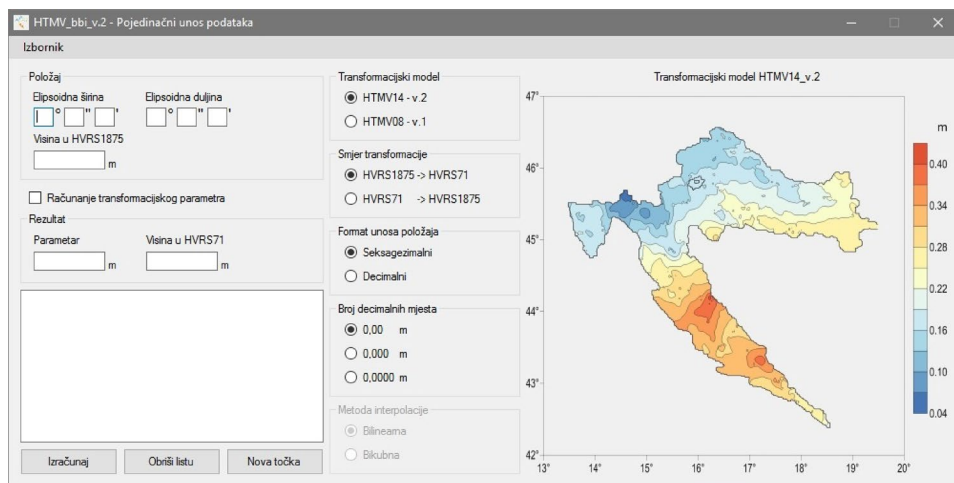 HTMV_bbi_v.2 - Pojedinačni unos podataka
Izbornik
Položaj
Elipsoidna širina Elipsoidna duljina
° " ' ° " '
Visina u HVRS1875
m
Računanje transformacijskog parametra
Rezultat
Parametar Visina u HVRS71
m m
Izračunaj Obriši listu Nova točka
Transformacijski model
HTMV14 - v.2
HTMV08 - v.1
Smjer transformacije
HVRS1875 -> HVRS71
HVRS71 -> HVRS1875
Format unosa položaja
Seksagezimalni
Decimalni
Broj decimalnih mjesta
0,00 m
0,000 m
0,0000 m
Metoda interpolacije
Bilinearna
Bikubna
Transformacijski model HTMV14_v.2
47°
46°
45°
44°
43°
42°
13° 14° 15° 16° 17° 18° 19° 20°
m
0.40
0.34
0.28
0.22
0.16
0.10
0.04